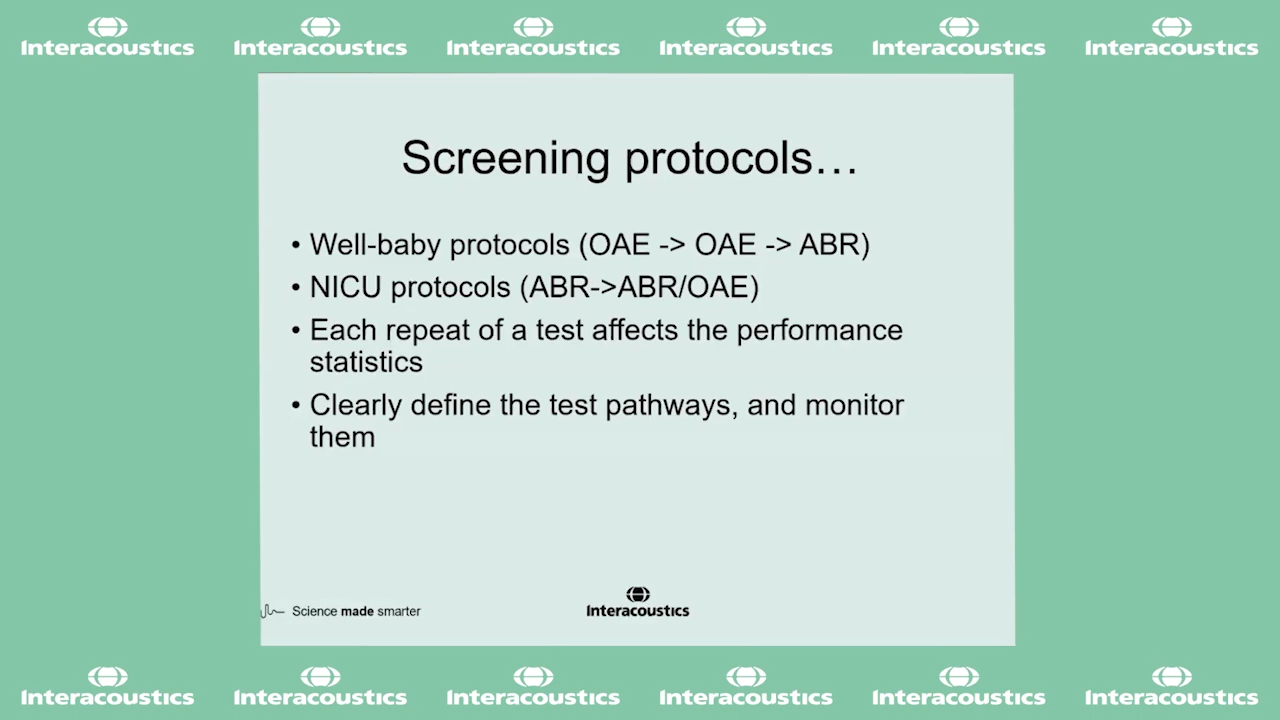 Interacoustics Interacoustics Interacoustics Interacoustics Interacoustics Interacoustics
Screening protocols…
• Well-baby protocols (OAE -> OAE -> ABR)
• NICU protocols (ABR->ABR/OAE)
• Each repeat of a test affects the performance
statistics
• Clearly define the test pathways, and monitor
them
Science made smarter
Interacoustics
Interacoustics Interacoustics Interacoustics Interacoustics Interacoustics Interacoustics